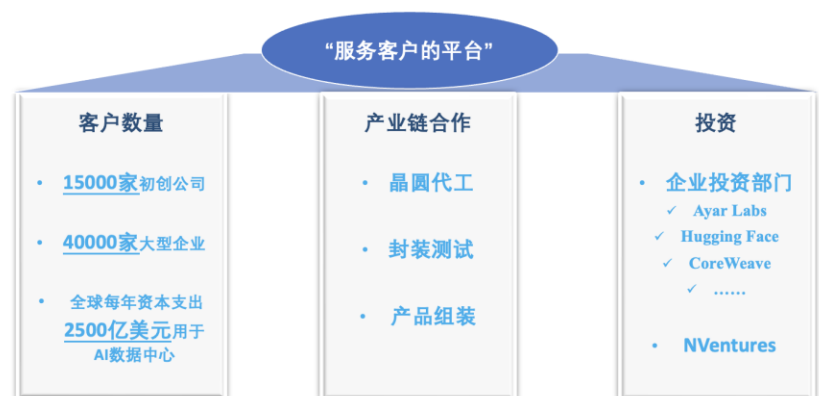 “服务客户的平台”
客户数量
• 15000家初创公司
• 40000家大型企业
• 全球每年资本支出
2500亿美元用于
AI数据中心
产业链合作
• 晶圆代工
• 封装测试
• 产品组装
投资
• 企业投资部门
✓ Ayar Labs
✓ Hugging Face
✓ CoreWeave
✓ ……
• NVentures